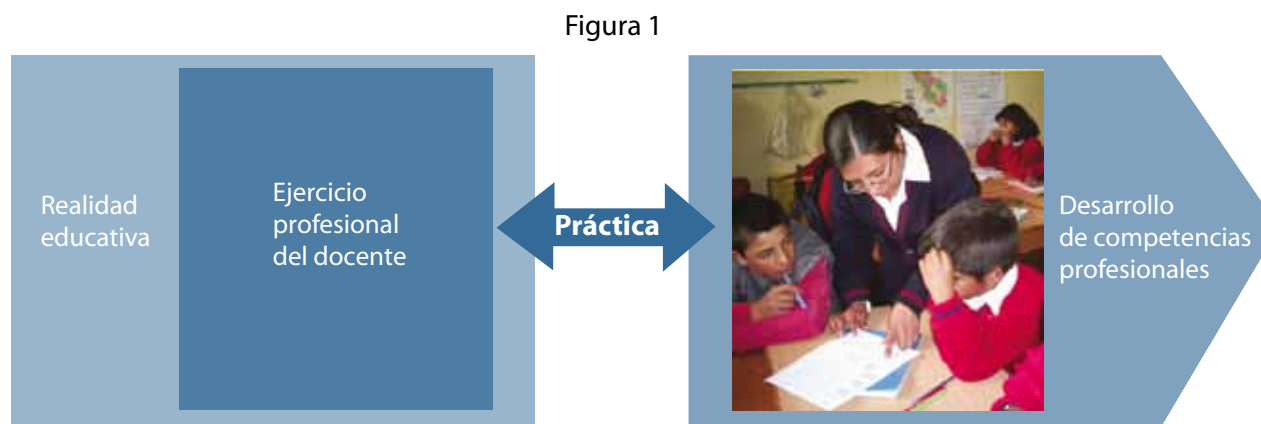 Figura 1
Realidad
educativa
Ejercicio
profesional
del docente
Práctica
Desarrollo
de competencias
profesionales